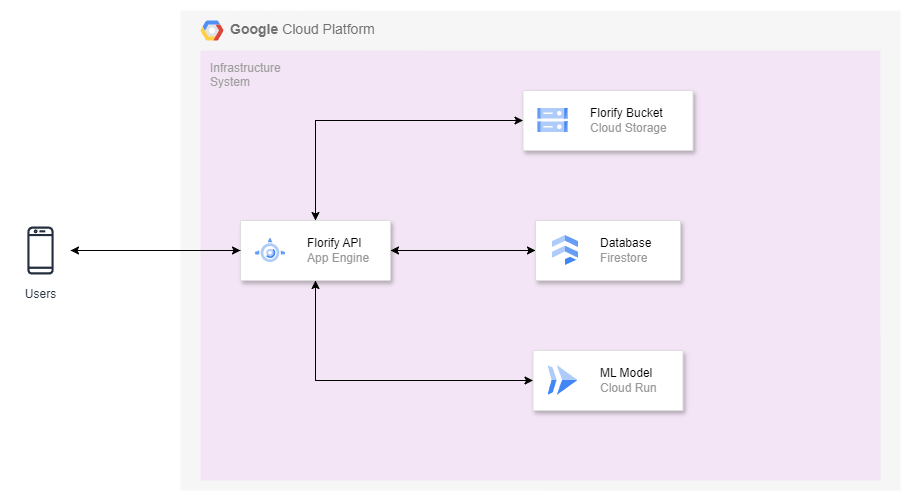 Google Cloud Platform
Infrastructure
System
Florify Bucket
Cloud Storage
Florify API
App Engine
Database
Firestore
Users
ML Model
Cloud Run